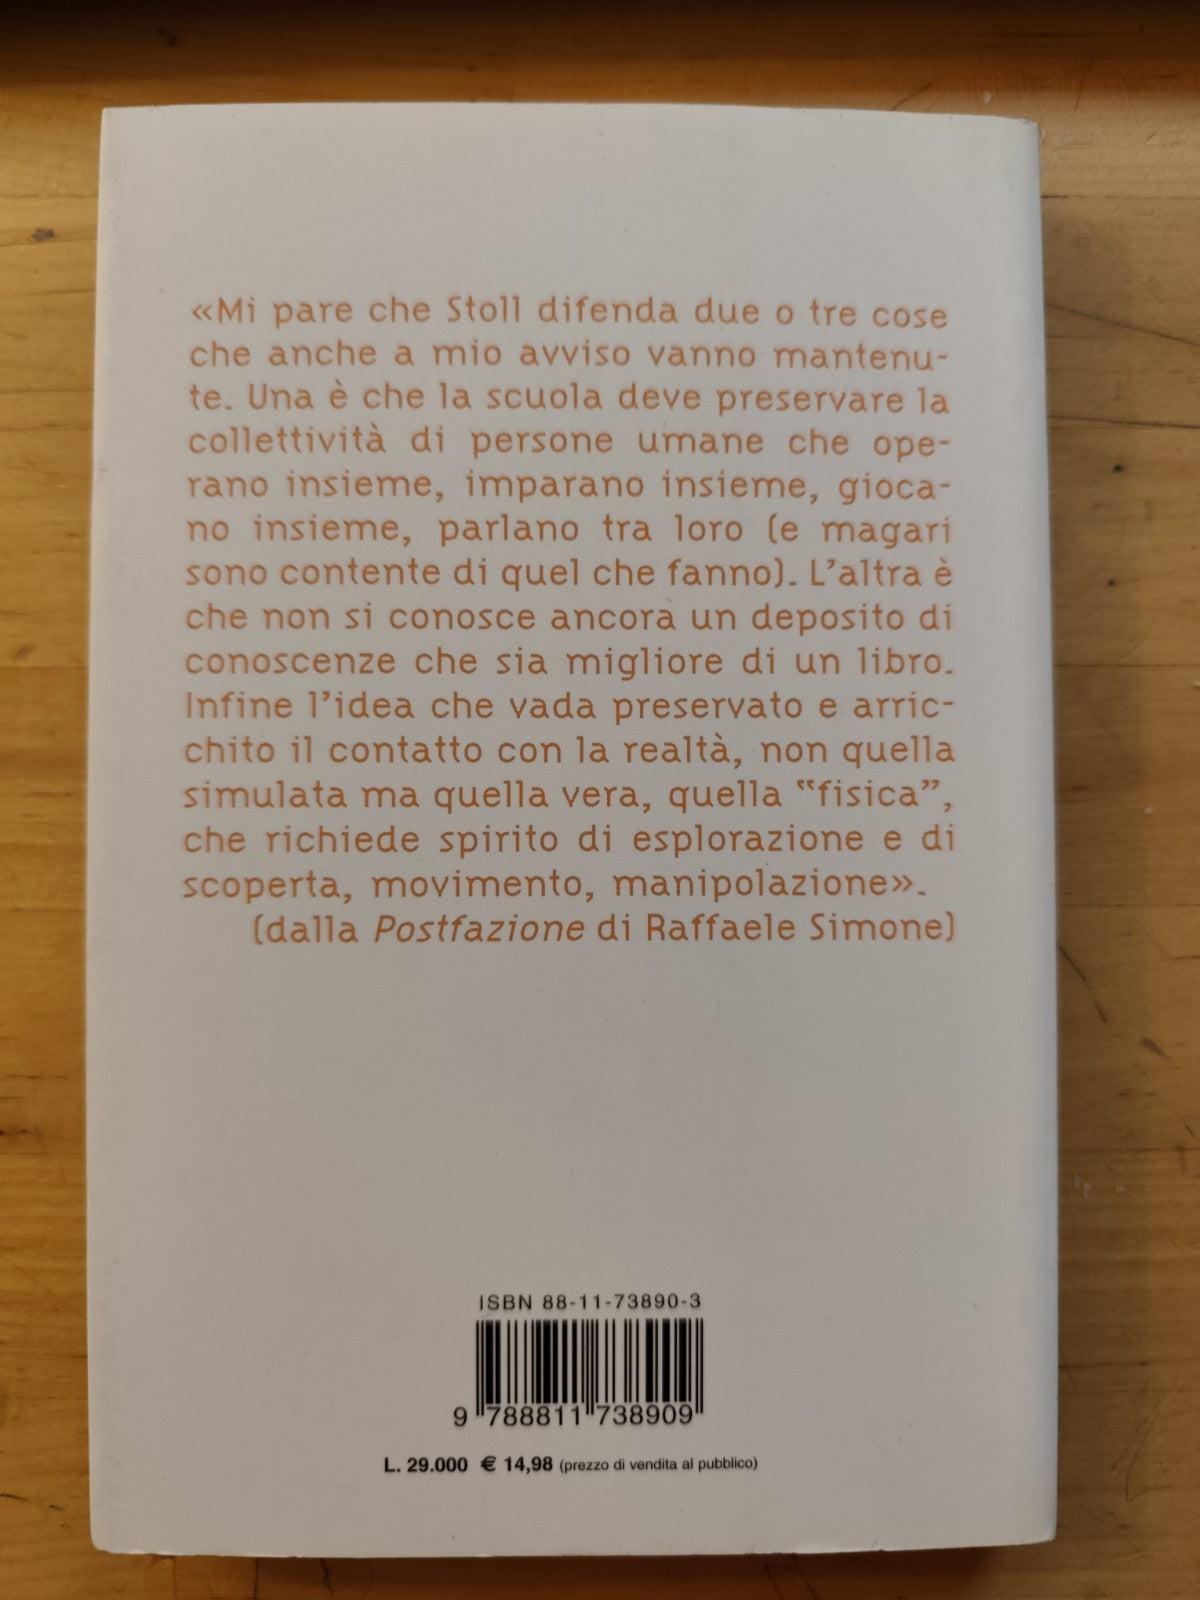 «Mi pare che Stoll difenda due o tre cose
che anche a mio avviso vanno mantenu-
te. Una è che la scuola deve preservare la
collettività di persone umane che ope-
rano insieme, imparano insieme, gioca-
no insieme, parlano tra loro (e magari
sono contente di quel che fanno). L'altra è
che non si conosce ancora un deposito di
conoscenze che sia migliore di un libro.
Infine l'idea che vada preservato e arric-
chito il contatto con la realtà, non quella
simulata ma quella vera, quella “fisica”,
che richiede spirito di esplorazione e di
scoperta, movimento, manipolazione».
(dalla Postfazione di Raffaele Simone)
ISBN 88-11-73890-3
9 788811 738909
L. 29.000 € 14,98 (prezzo di vendita al pubblico)